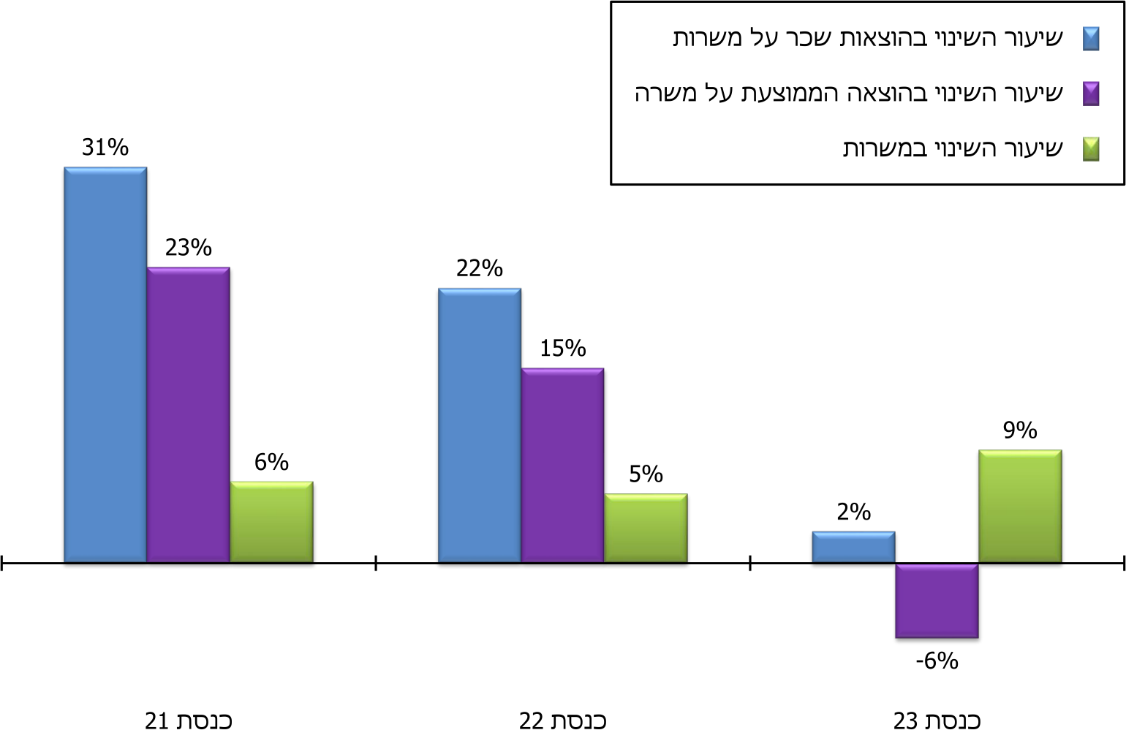 שיעור השינוי בהוצאות שכר על משרות
שיעור השינוי בהוצאה הממוצעת על משרה
שיעור השינוי במשרות
31%
23%
6%
22%
15%
5%
2%
-6%
9%
כנסת 21
כנסת 22
כנסת 23